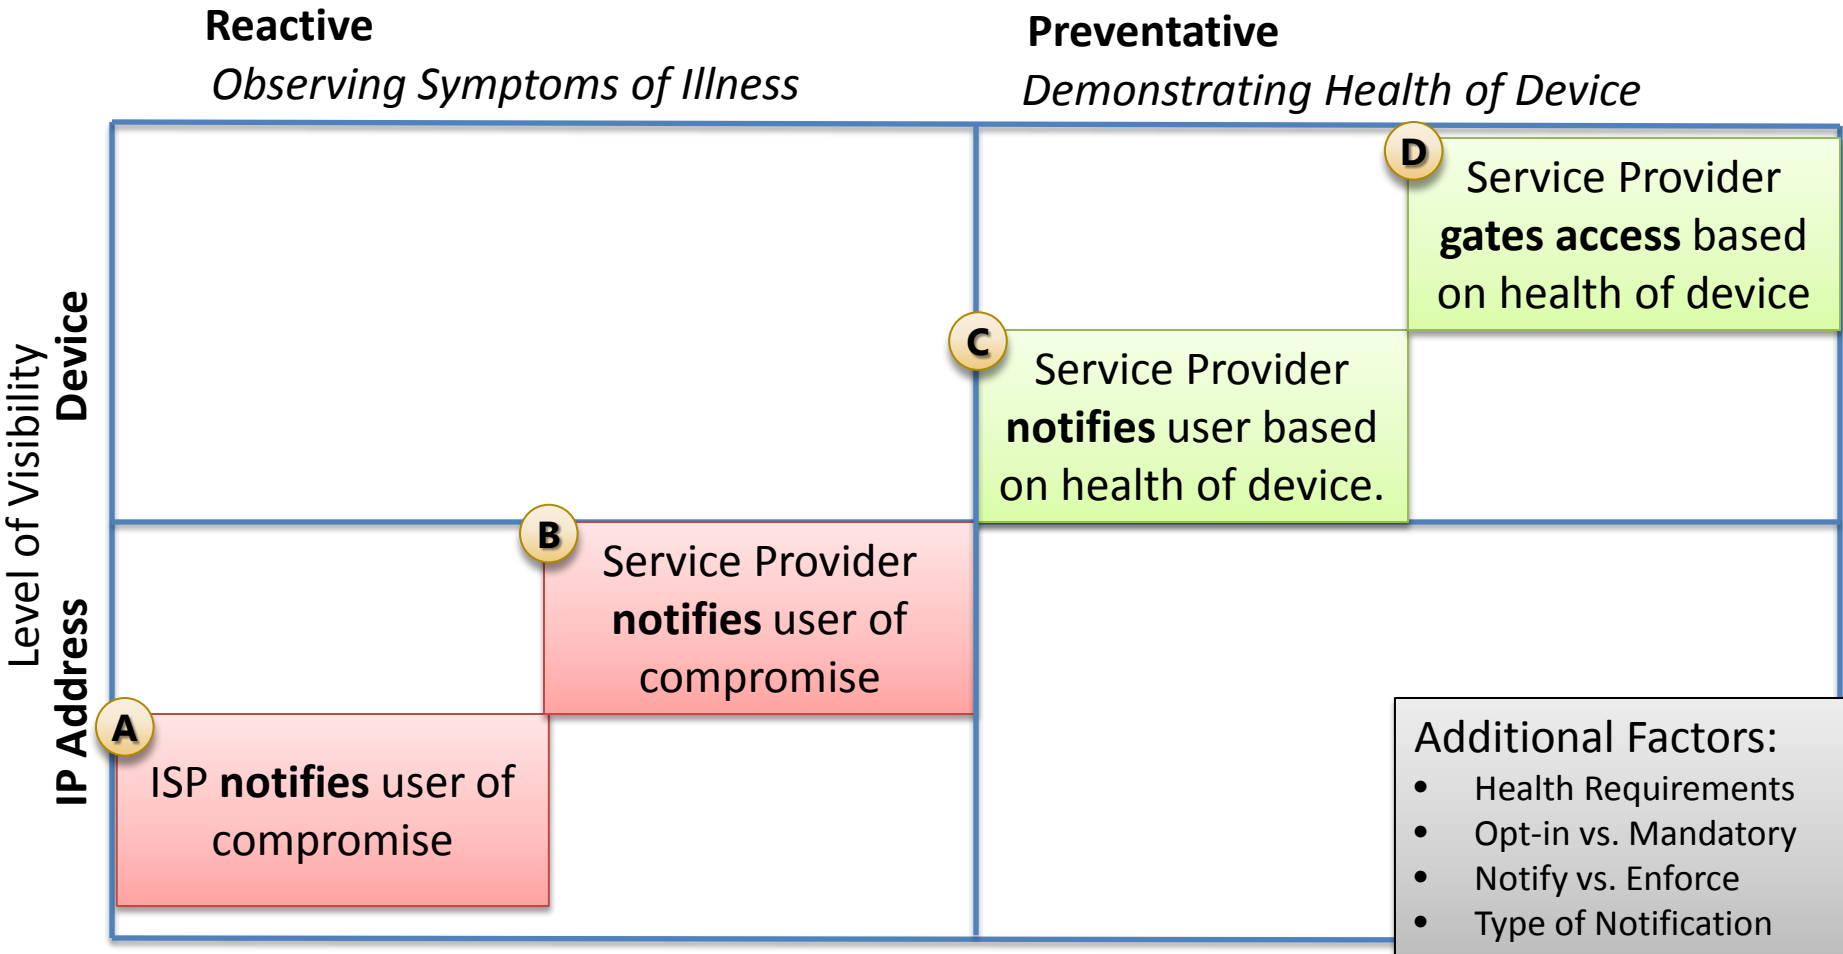 Reactive
Observing Symptoms of Illness
Preventative
Demonstrating Health of Device
Level of Visibility
Device
IP Address
D
Service Provider
gates access based
on health of device
C
Service Provider
notifies user based
on health of device.
B
Service Provider
notifies user of
compromise
A
ISP notifies user of
compromise
Additional Factors:
• Health Requirements
• Opt-in vs. Mandatory
• Notify vs. Enforce
• Type of Notification